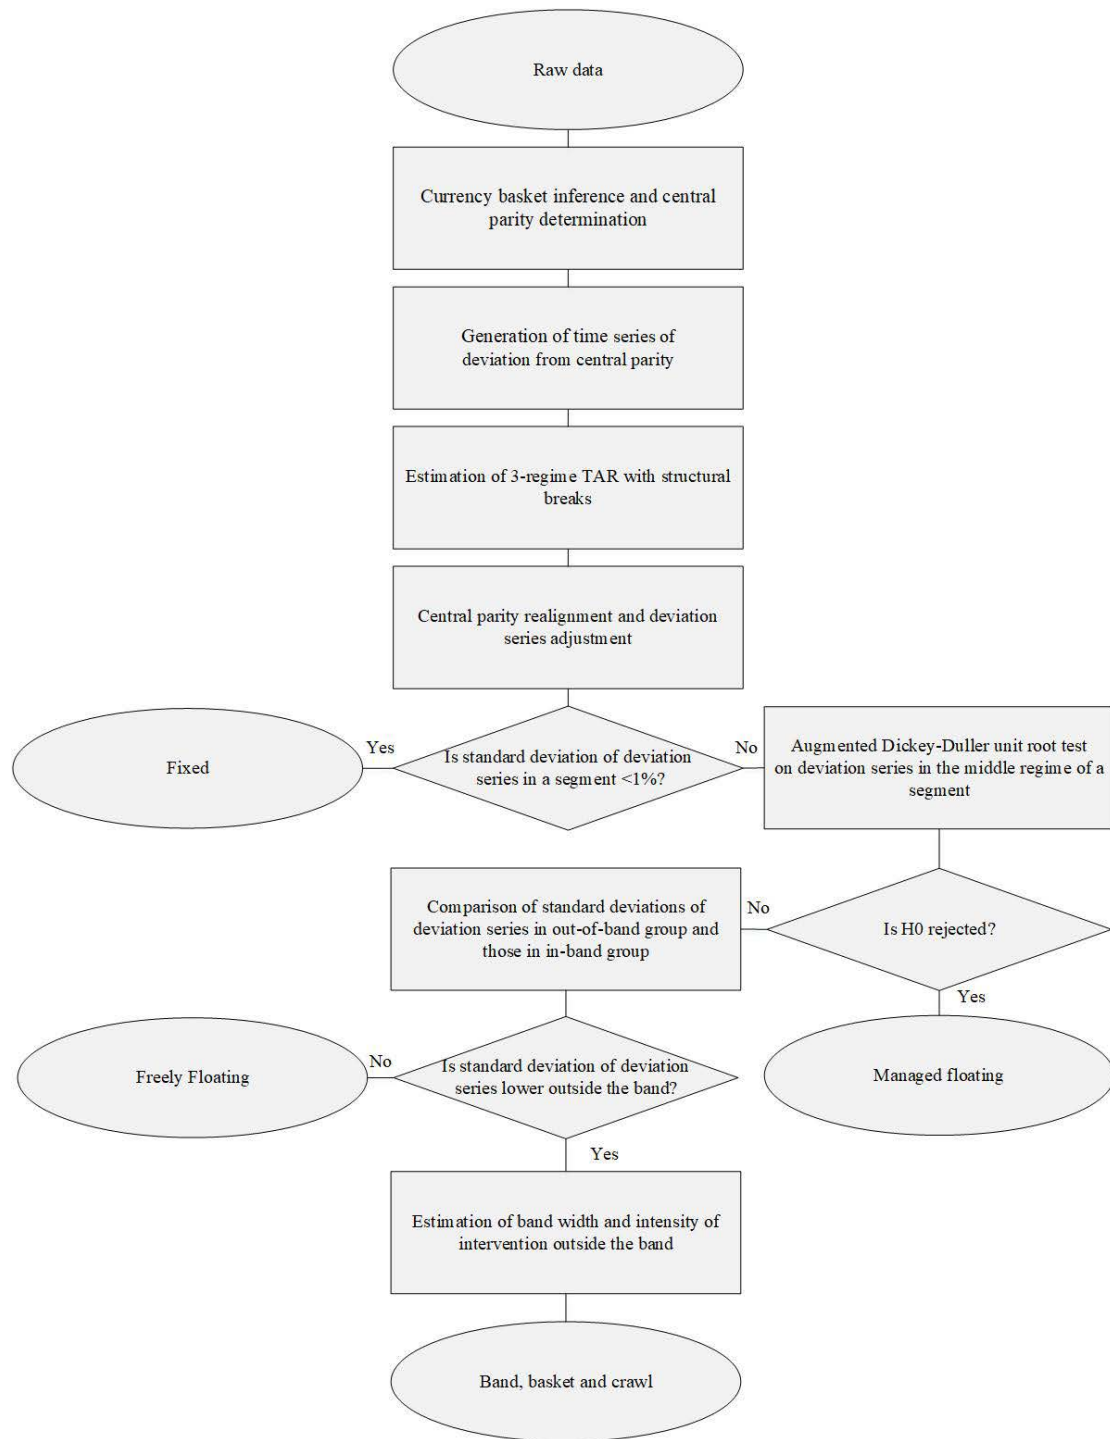 Raw data
Currency basket inference and central
parity determination
Generation of time series of
deviation from central parity
Estimation of 3-regime TAR with structural
breaks
Central parity realignment and deviation
series adjustment
Yes
Is standard deviation of deviation
series in a segment <1%?
No
Fixed
Augmented Dickey-Duller unit root test
on deviation series in the middle regime of a
segment
Comparison of standard deviations of
deviation series in out-of-band group and
those in in-band group
No
Is H0 rejected?
Yes
Freely Floating
No
Is standard deviation of deviation
series lower outside the band?
Managed floating
Yes
Estimation of band width and intensity of
intervention outside the band
Band, basket and crawl